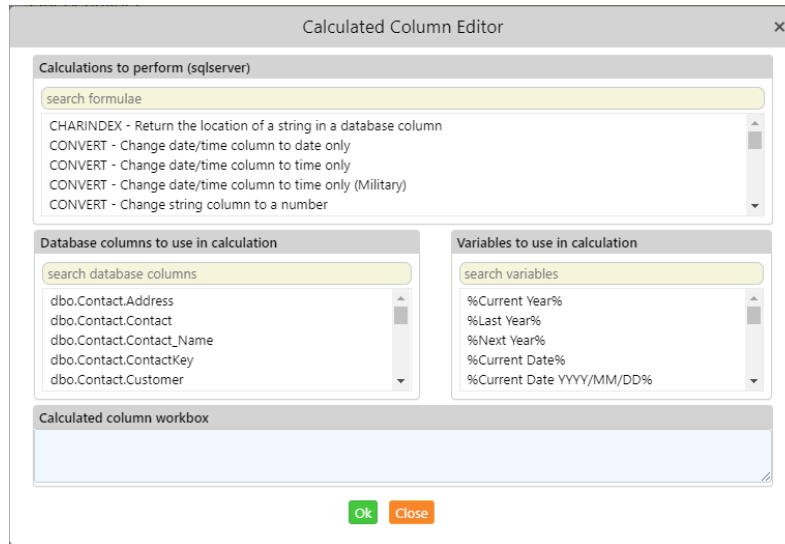 Calculated Column Editor ×
Calculations to perform (sqlserver)
search formulae
CHARINDEX - Return the location of a string in a database column
CONVERT - Change date/time column to date only
CONVERT - Change date/time column to time only
CONVERT - Change date/time column to time only (Military)
CONVERT - Change string column to a number
Database columns to use in calculation
search database columns
dbo.Contact.Address
dbo.Contact.Contact
dbo.Contact.Contact_Name
dbo.Contact.ContactKey
dbo.Contact.Customer
Variables to use in calculation
search variables
%Current Year%
%Last Year%
%Next Year%
%Current Date%
%Current Date YYYY/MM/DD%
Calculated column workbox
Ok Close